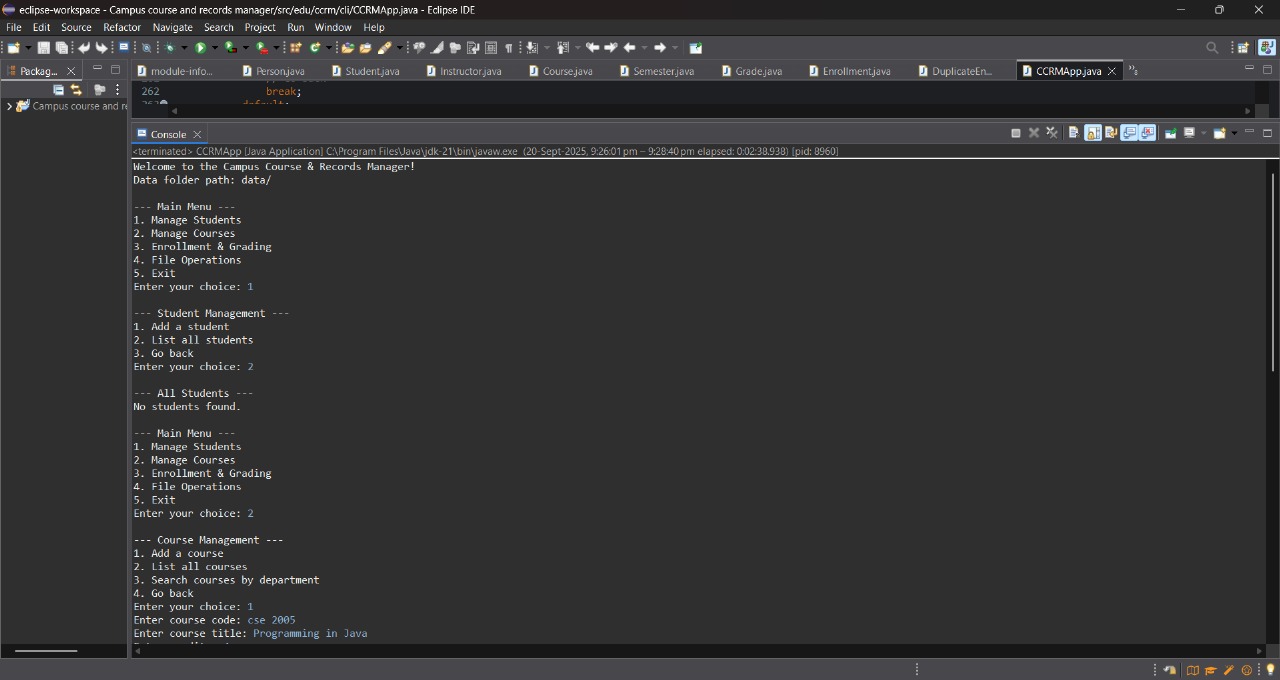 eclipse-workspace - Campus course and records manager/src/edu/ccrm/cli/CCRMApp.java - Eclipse IDE
File Edit Source Refactor Navigate Search Project Run Window Help
Packag... module-info... Person.java Student.java Instructor.java Course.java Semester.java Grade.java Enrollment.java DuplicateEn... CCRMApp.java
262 break;
Campus course and re
Console
<terminated> CCRMApp [Java Application] C:\Program Files\Java\jdk-21\bin\javaw.exe (20-Sept-2025, 9:26:01 pm – 9:28:40 pm elapsed: 0:02:38.938) [pid: 8960]
Welcome to the Campus Course & Records Manager!
Data folder path: data/
--- Main Menu ---
1. Manage Students
2. Manage Courses
3. Enrollment & Grading
4. File Operations
5. Exit
Enter your choice: 1
--- Student Management ---
1. Add a student
2. List all students
3. Go back
Enter your choice: 2
--- All Students ---
No students found.
--- Main Menu ---
1. Manage Students
2. Manage Courses
3. Enrollment & Grading
4. File Operations
5. Exit
Enter your choice: 2
--- Course Management ---
1. Add a course
2. List all courses
3. Search courses by department
4. Go back
Enter your choice: 1
Enter course code: cse 2005
Enter course title: Programming in Java